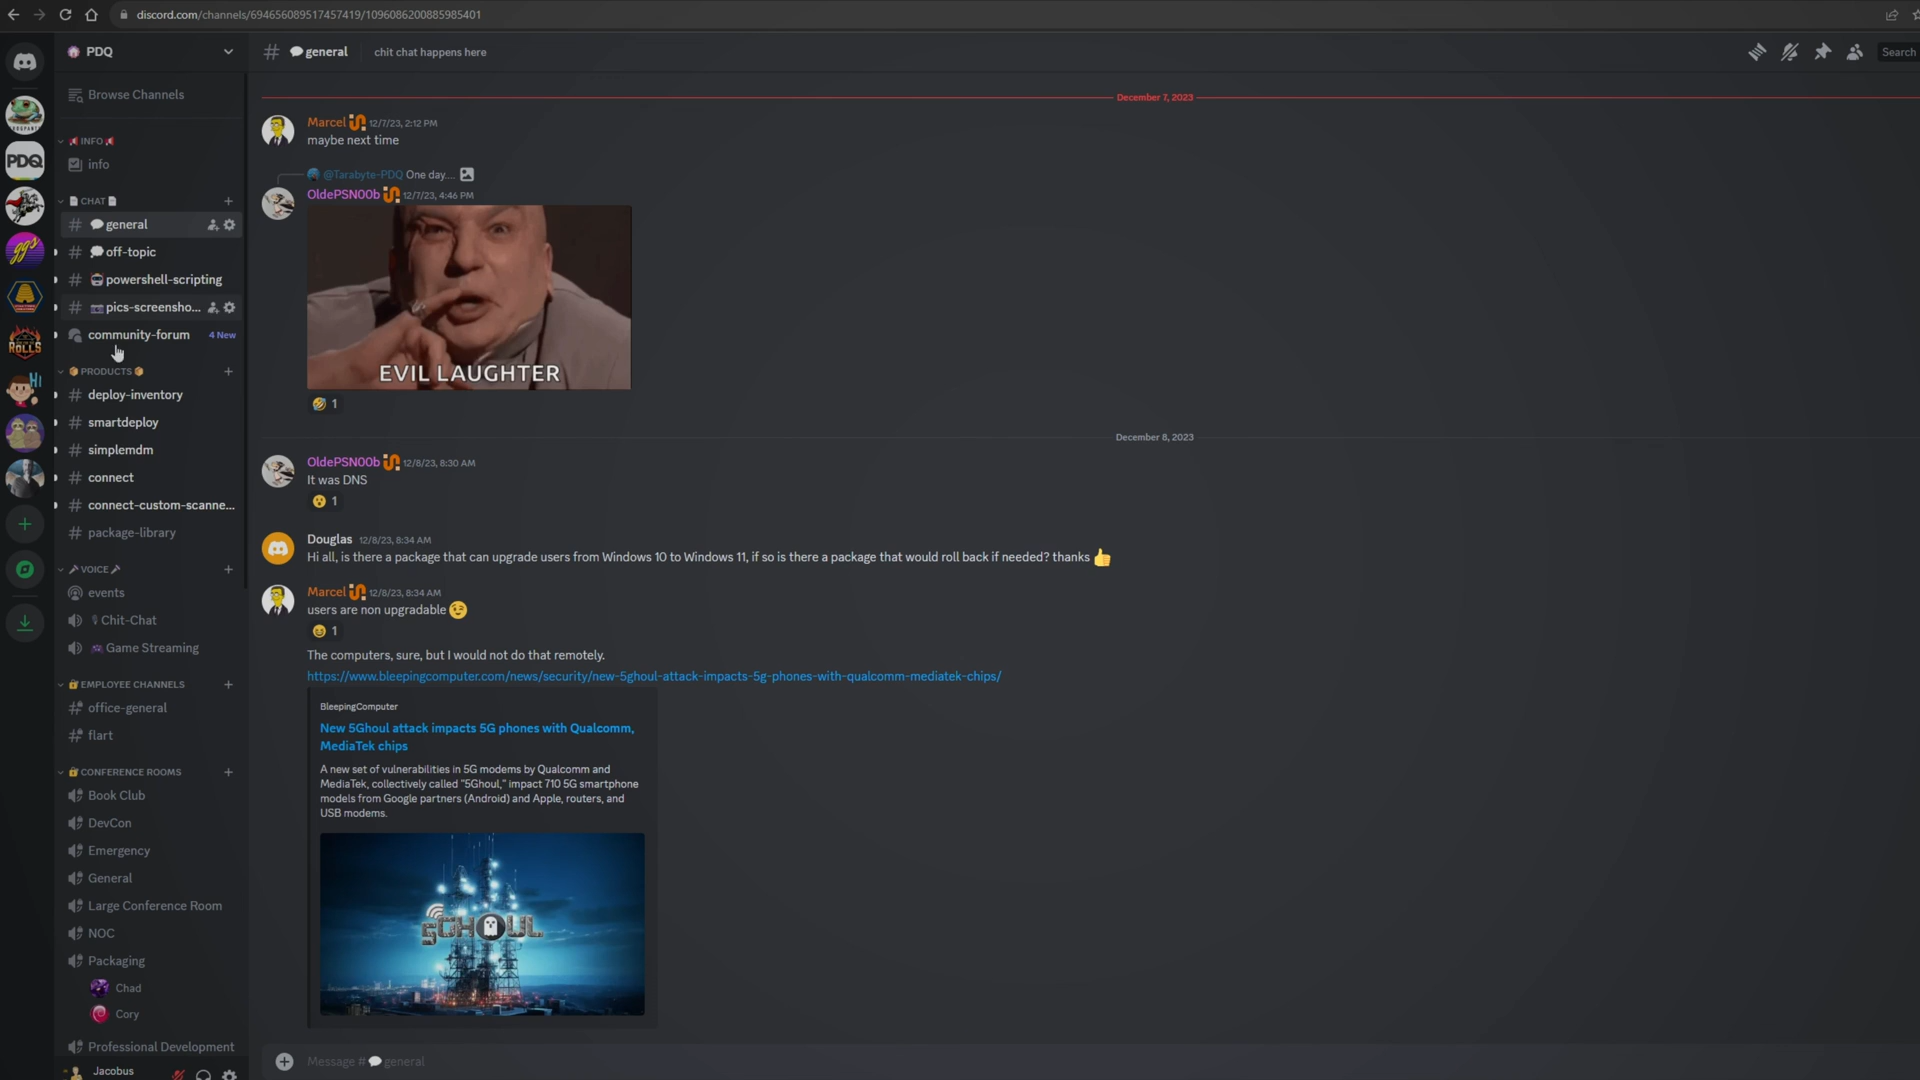 discord.com/channels/694656089517457419/1096086200885985401
PDQ
general
chit chat happens here
Search
Browse Channels
INFO
info
CHAT
general
off-topic
powershell-scripting
pics-screensho...
community-forum
4 New
PRODUCTS
deploy-inventory
smartdeploy
simplemdm
connect
connect-custom-scanne...
package-library
VOICE
events
Chit-Chat
Game Streaming
EMPLOYEE CHANNELS
office-general
flart
CONFERENCE ROOMS
Book Club
DevCon
Emergency
General
Large Conference Room
NOC
Packaging
Chad
Cory
Professional Development
Jacobus
PDQ
ggs
ROLLS
Hi
December 7, 2023
Marcel 12/7/23, 2:12 PM
maybe next time
@Tarabyte-PDQ One day....
OldePSN00b 12/7/23, 4:46 PM
EVIL LAUGHTER
1
December 8, 2023
OldePSN00b 12/8/23, 8:30 AM
It was DNS
1
Douglas 12/8/23, 8:34 AM
Hi all, is there a package that can upgrade users from Windows 10 to Windows 11, if so is there a package that would roll back if needed? thanks
Marcel 12/8/23, 8:34 AM
users are non upgradable
1
The computers, sure, but I would not do that remotely.
https://www.bleepingcomputer.com/news/security/new-5ghoul-attack-impacts-5g-phones-with-qualcomm-mediatek-chips/
BleepingComputer
New 5Ghoul attack impacts 5G phones with Qualcomm,
MediaTek chips
A new set of vulnerabilities in 5G modems by Qualcomm and
MediaTek, collectively called "5Ghoul," impact 710 5G smartphone
models from Google partners (Android) and Apple, routers, and
USB modems.
5GHOUL
Message # general